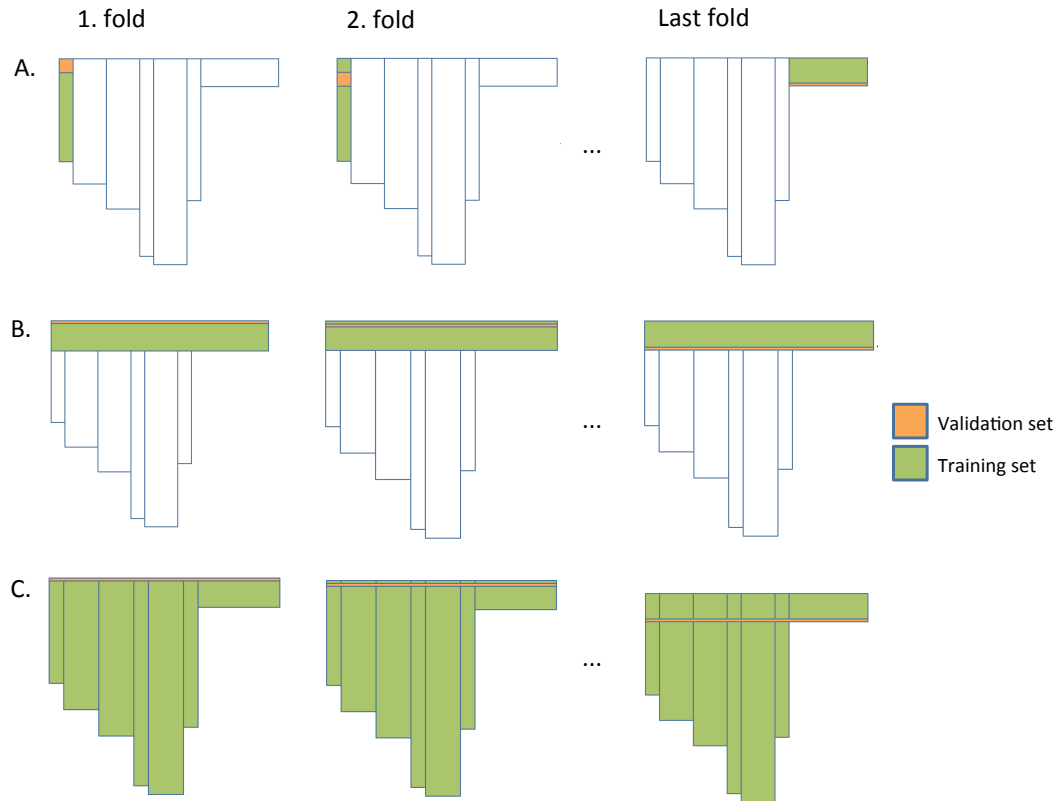 1. fold
2. fold
Last fold
A.
...
B.
...
Validation set
Training set
C.
...